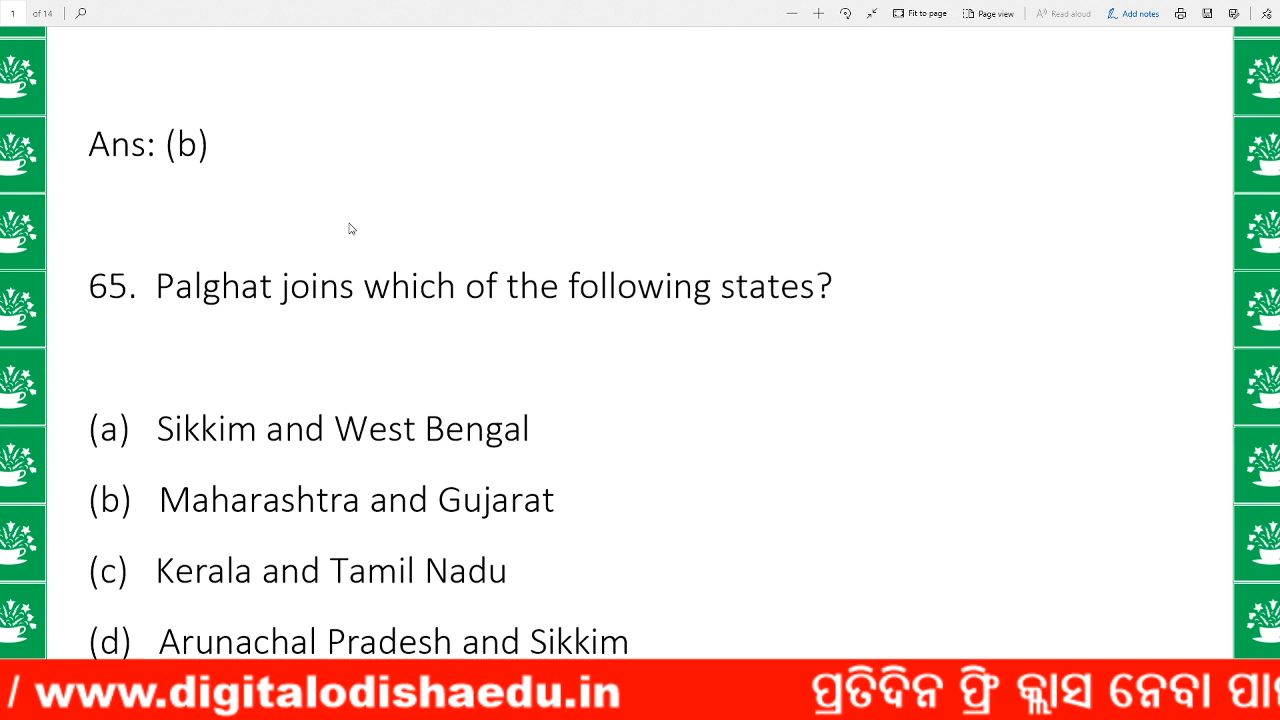 1 of 14 Fit to page Page view Read aloud Add notes
Ans: (b)
65. Palghat joins which of the following states?
(a) Sikkim and West Bengal
(b) Maharashtra and Gujarat
(c) Kerala and Tamil Nadu
(d) Arunachal Pradesh and Sikkim
/ www.digitalodishaedu.in ପ୍ରତିଦିନ ଫ୍ରି କ୍ଲାସ ନେବା